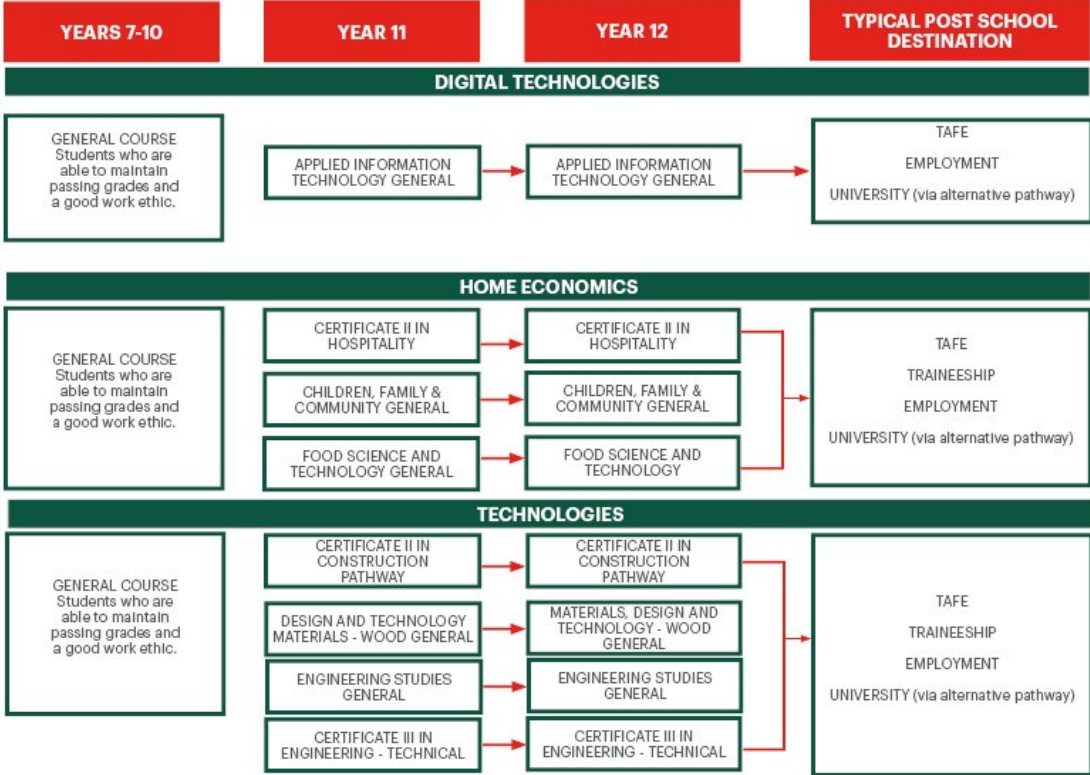 YEARS 7-10
YEAR 11
YEAR 12
TYPICAL POST SCHOOL
DESTINATION
DIGITAL TECHNOLOGIES
GENERAL COURSE
Students who are
able to maintain
passing grades and
a good work ethic.
APPLIED INFORMATION
TECHNOLOGY GENERAL
APPLIED INFORMATION
TECHNOLOGY GENERAL
TAFE
EMPLOYMENT
UNIVERSITY (via alternative pathway)
HOME ECONOMICS
GENERAL COURSE
Students who are
able to maintain
passing grades and
a good work ethic.
CERTIFICATE II IN
HOSPITALITY
CERTIFICATE II IN
HOSPITALITY
CHILDREN, FAMILY &
COMMUNITY GENERAL
CHILDREN, FAMILY &
COMMUNITY GENERAL
FOOD SCIENCE AND
TECHNOLOGY GENERAL
FOOD SCIENCE AND
TECHNOLOGY
TAFE
TRAINEESHIP
EMPLOYMENT
UNIVERSITY (via alternative pathway)
TECHNOLOGIES
GENERAL COURSE
Students who are
able to maintain
passing grades and
a good work ethic.
CERTIFICATE II IN
CONSTRUCTION
PATHWAY
CERTIFICATE II IN
CONSTRUCTION
PATHWAY
DESIGN AND TECHNOLOGY
MATERIALS - WOOD GENERAL
MATERIALS, DESIGN AND
TECHNOLOGY - WOOD
GENERAL
ENGINEERING STUDIES
GENERAL
ENGINEERING STUDIES
GENERAL
CERTIFICATE III IN
ENGINEERING - TECHNICAL
CERTIFICATE III IN
ENGINEERING - TECHNICAL
TAFE
TRAINEESHIP
EMPLOYMENT
UNIVERSITY (via alternative pathway)